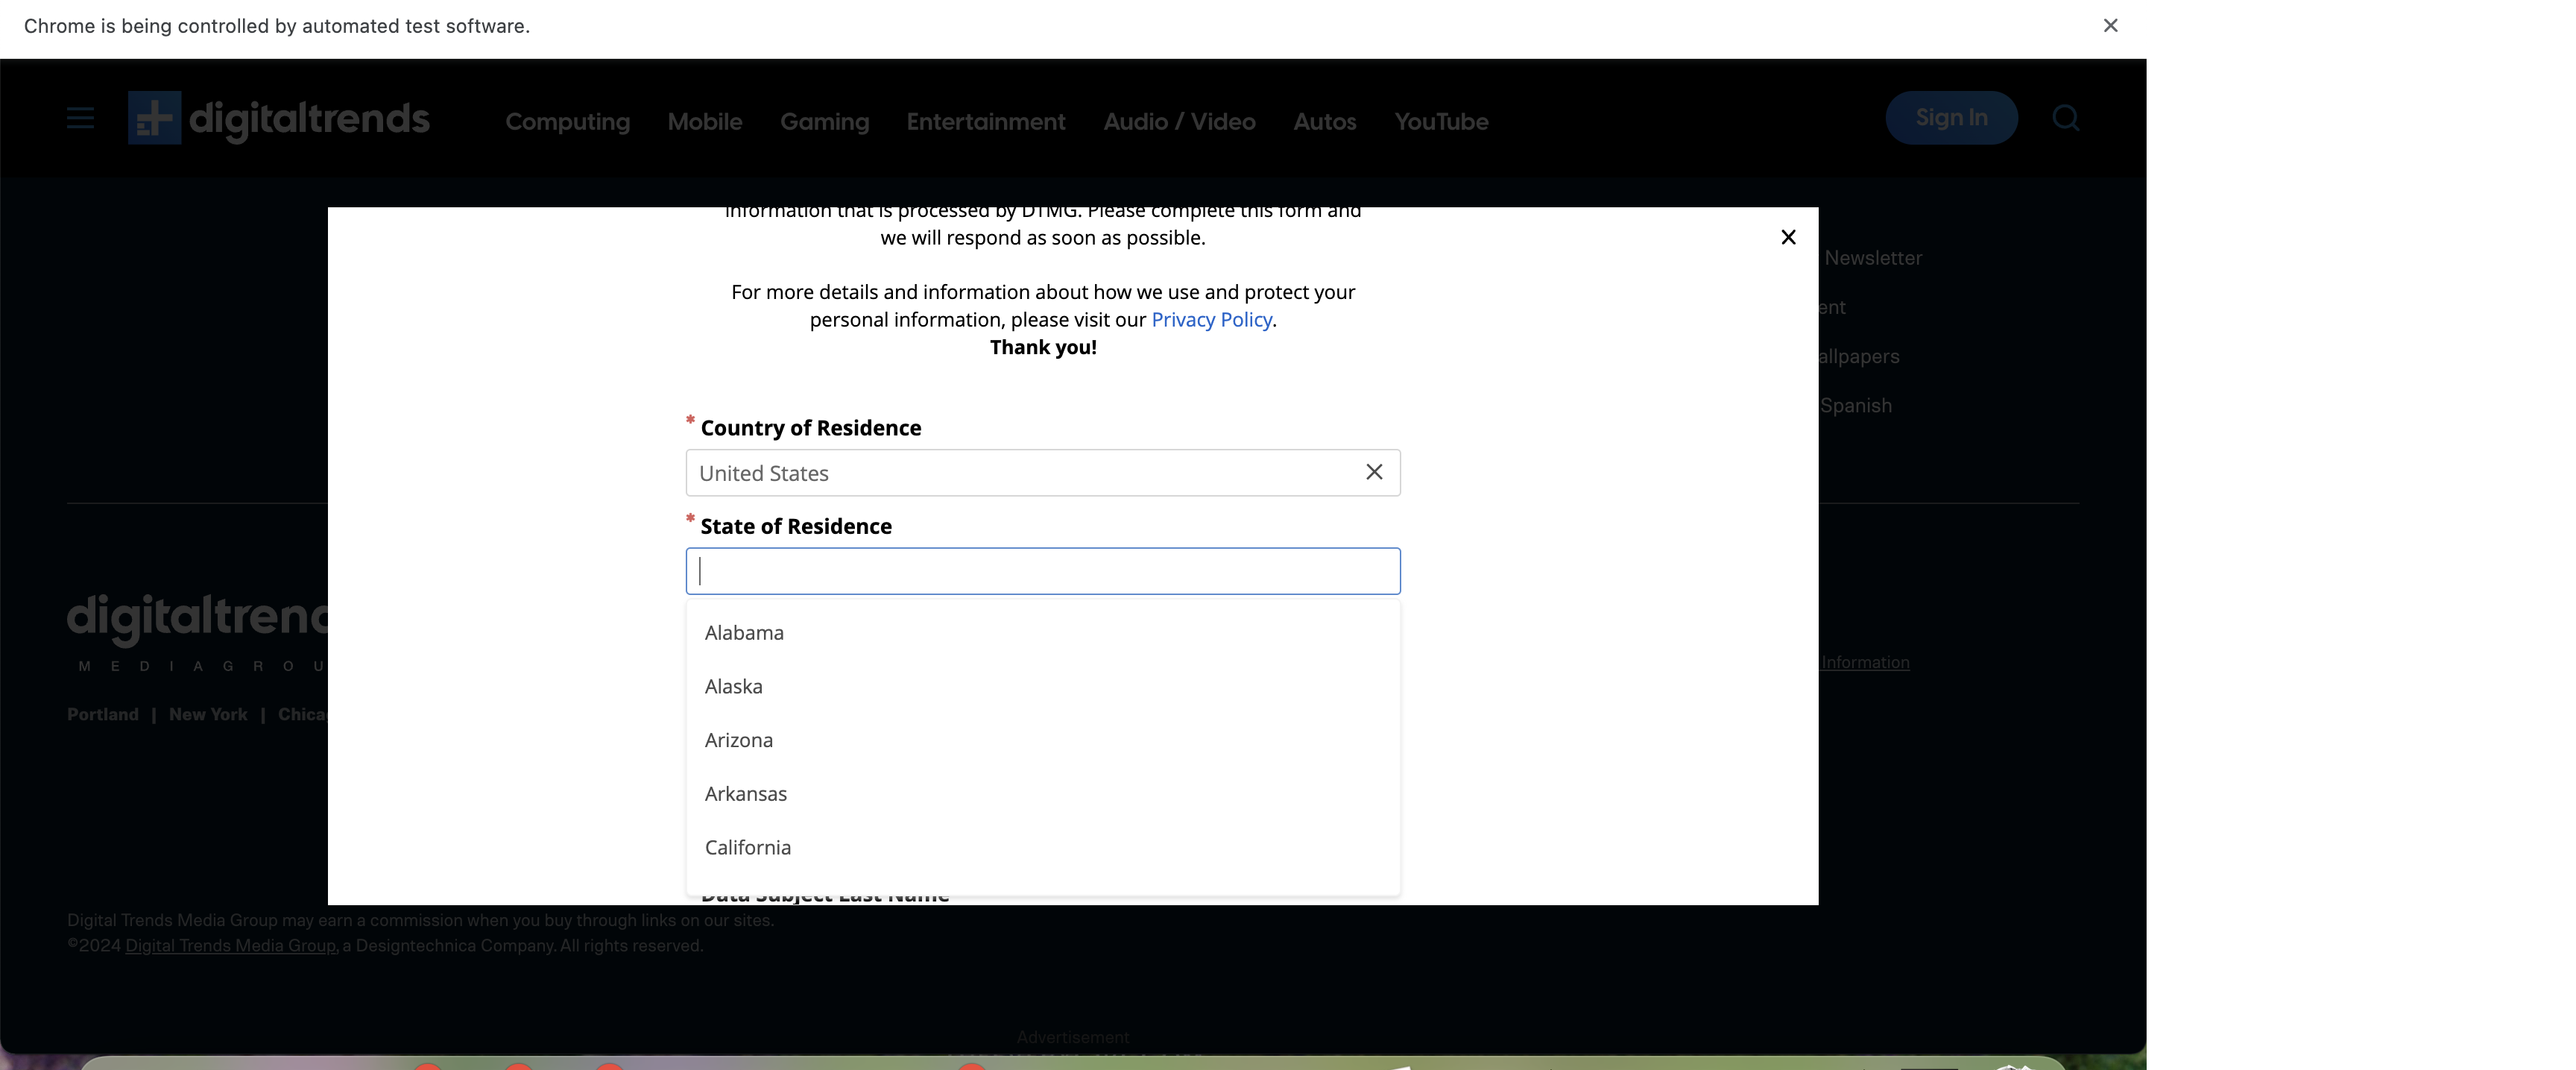 Chrome is being controlled by automated test software.
digitaltrends
Computing
Mobile
Gaming
Entertainment
Audio / Video
Autos
YouTube
Sign In
information that is processed by DTMG. Please complete this form and
we will respond as soon as possible.
Newsletter
For more details and information about how we use and protect your
personal information, please visit our Privacy Policy.
Thank you!
ent
allpapers
Spanish
* Country of Residence
United States
* State of Residence
digitaltrend
MEDIAGROU
Portland | New York | Chica
Alabama
Alaska
Arizona
Arkansas
California
Information
Data Subject Last Name
Digital Trends Media Group may earn a commission when you buy through links on our sites.
©2024 Digital Trends Media Group, a Designtechnica Company. All rights reserved.
Advertisement